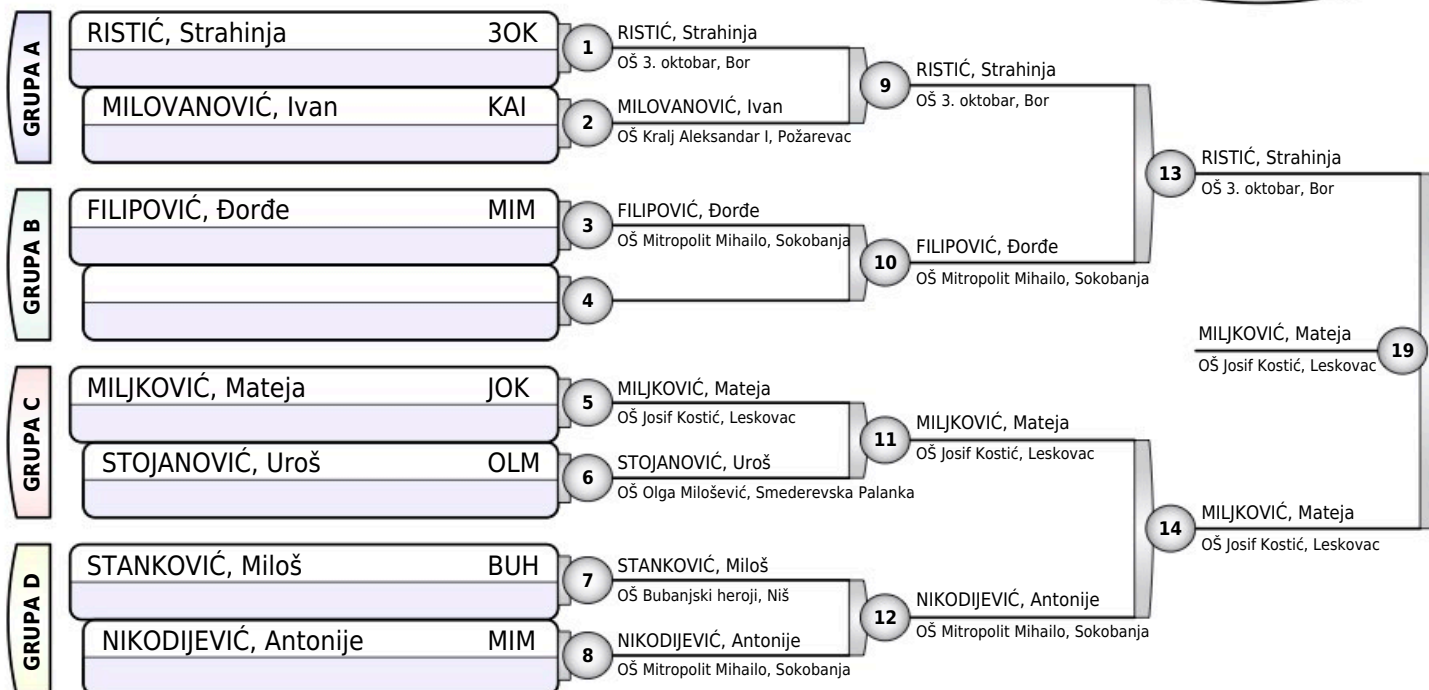 GRUPA A
RISTIĆ, Strahinja 3OK
MILOVANOVIĆ, Ivan KAI
1
RISTIĆ, Strahinja
OŠ 3. oktobar, Bor
2
MILOVANOVIĆ, Ivan
OŠ Kralj Aleksandar I, Požarevac
9
RISTIĆ, Strahinja
OŠ 3. oktobar, Bor
GRUPA B
FILIPOVIĆ, Đorđe MIM
3
FILIPOVIĆ, Đorđe
OŠ Mitropolit Mihailo, Sokobanja
4
10
FILIPOVIĆ, Đorđe
OŠ Mitropolit Mihailo, Sokobanja
13
RISTIĆ, Strahinja
OŠ 3. oktobar, Bor
GRUPA C
MILJKOVIĆ, Mateja JOK
STOJANOVIĆ, Uroš OLM
5
MILJKOVIĆ, Mateja
OŠ Josif Kostić, Leskovac
6
STOJANOVIĆ, Uroš
OŠ Olga Milošević, Smederevska Palanka
11
MILJKOVIĆ, Mateja
OŠ Josif Kostić, Leskovac
GRUPA D
STANKOVIĆ, Miloš BUH
NIKODIJEVIĆ, Antonije MIM
7
STANKOVIĆ, Miloš
OŠ Bubanjski heroji, Niš
8
NIKODIJEVIĆ, Antonije
OŠ Mitropolit Mihailo, Sokobanja
12
NIKODIJEVIĆ, Antonije
OŠ Mitropolit Mihailo, Sokobanja
14
MILJKOVIĆ, Mateja
OŠ Josif Kostić, Leskovac
MILJKOVIĆ, Mateja
OŠ Josif Kostić, Leskovac
19